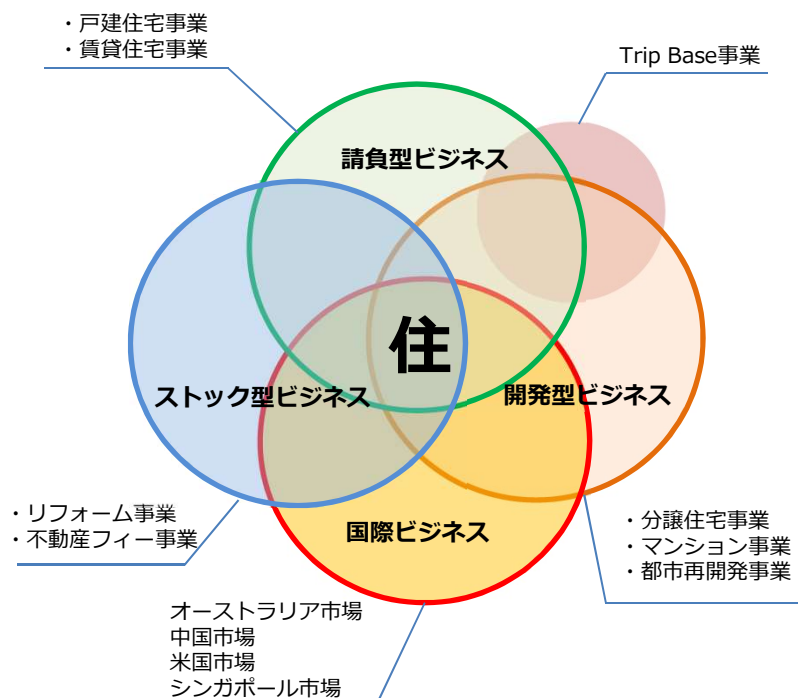 ・戸建住宅事業
・賃貸住宅事業
Trip Base事業
請負型ビジネス
住
ストック型ビジネス
開発型ビジネス
国際ビジネス
・リフォーム事業
・不動産フィー事業
・分譲住宅事業
・マンション事業
・都市再開発事業
オーストラリア市場
中国市場
米国市場
シンガポール市場